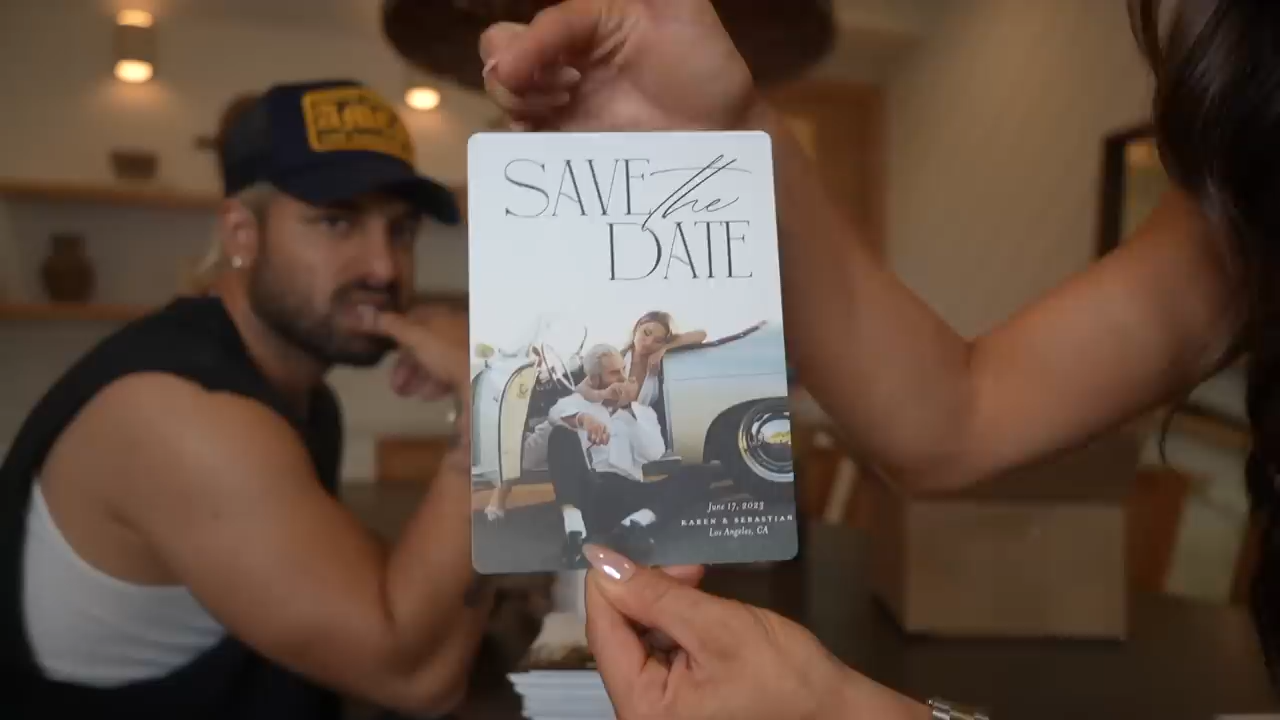 SAVE the
DATE
June 17, 2023
KAREN & SEBASTIAN
Los Angeles, CA